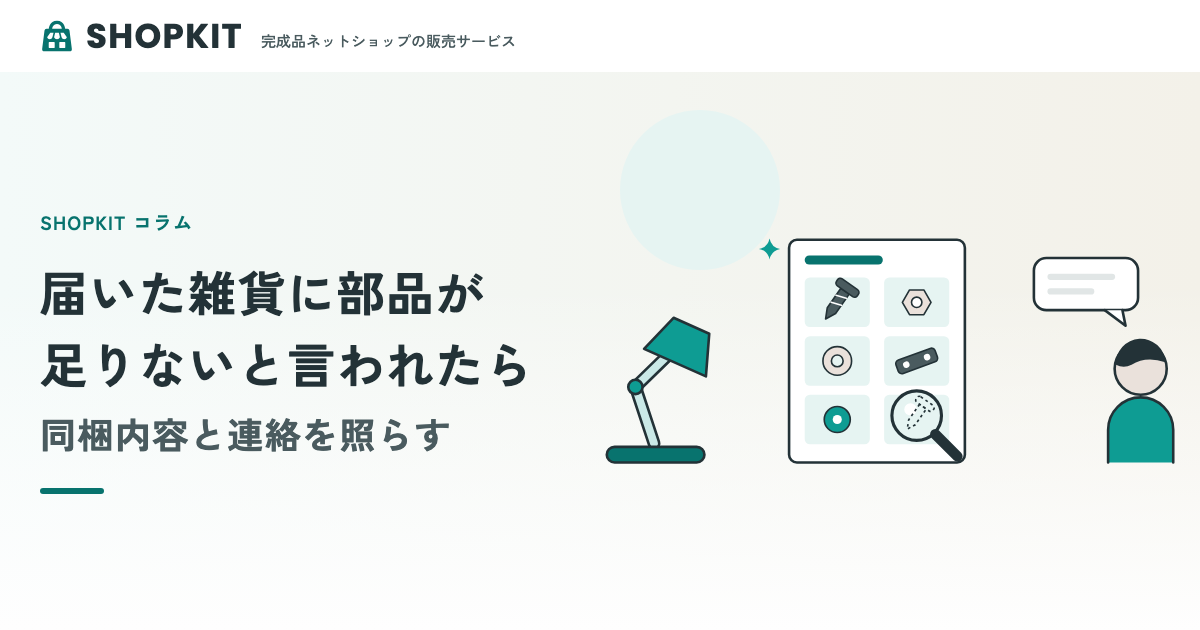 SHOPKIT
完成品ネットショップの販売サービス
SHOPKIT コラム
届いた雑貨に部品が
足りないと言われたら
同梱内容と連絡を照らす